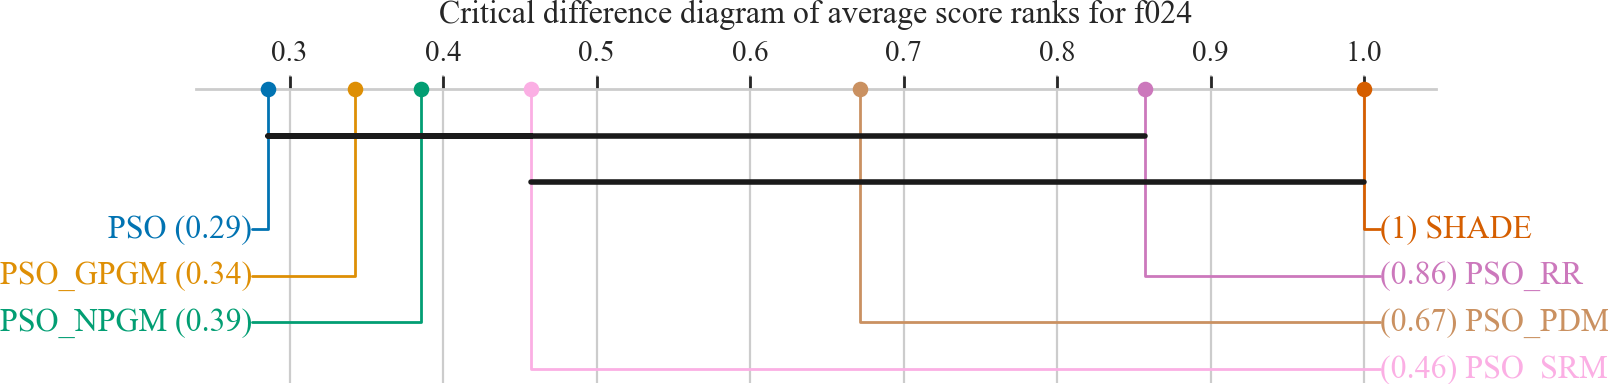 Critical difference diagram of average score ranks for f024
0.3 0.4 0.5 0.6 0.7 0.8 0.9 1.0
PSO (0.29)
(1) SHADE
PSO_GPGM (0.34)
(0.86) PSO_RR
PSO_NPGM (0.39)
(0.67) PSO_PDM
(0.46) PSO_SRM